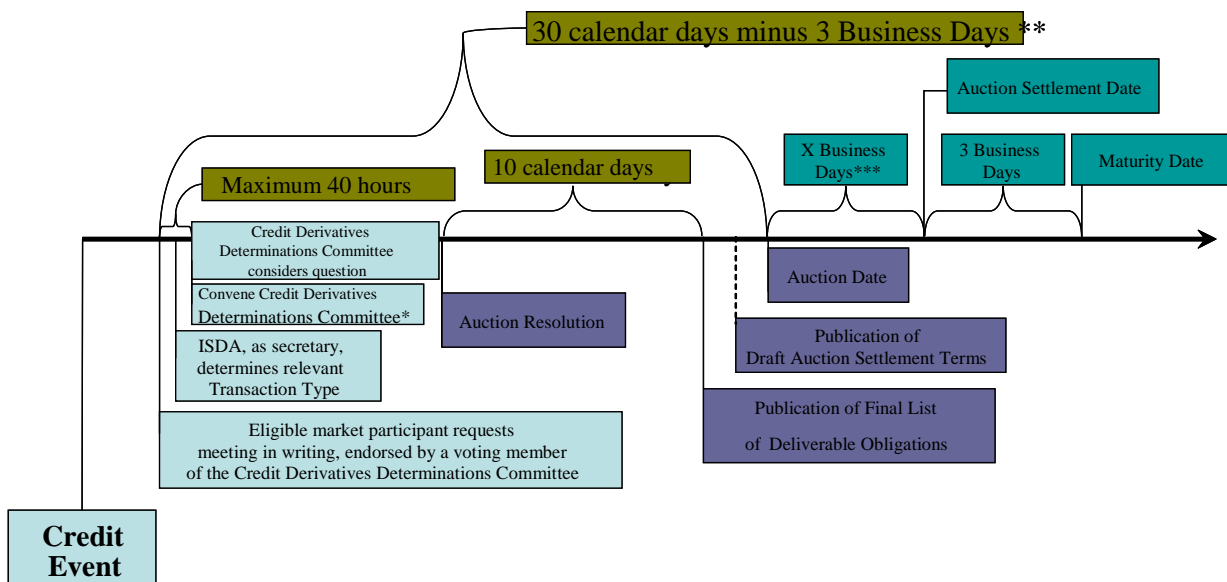 30 calendar days minus 3 Business Days **
Auction Settlement Date
X Business
Days***
3 Business
Days
Maturity Date
10 calendar days
Maximum 40 hours
Credit Derivatives
Determinations Committee
considers question
Convene Credit Derivatives
Determinations Committee*
ISDA, as secretary,
determines relevant
Transaction Type
Eligible market participant requests
meeting in writing, endorsed by a voting member
of the Credit Derivatives Determinations Committee
Auction Resolution
Auction Date
Publication of
Draft Auction Settlement Terms
Publication of Final List
of Deliverable Obligations
Credit
Event